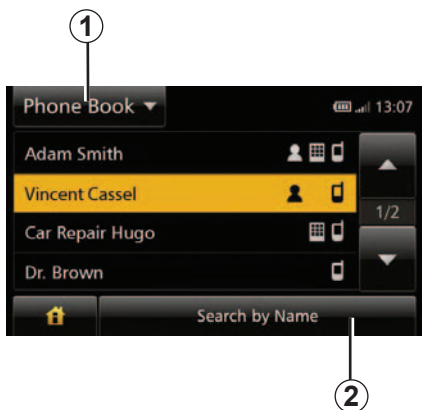 1
Phone Book 13:07
Adam Smith
Vincent Cassel
1/2
Car Repair Hugo
Dr. Brown
Search by Name
2